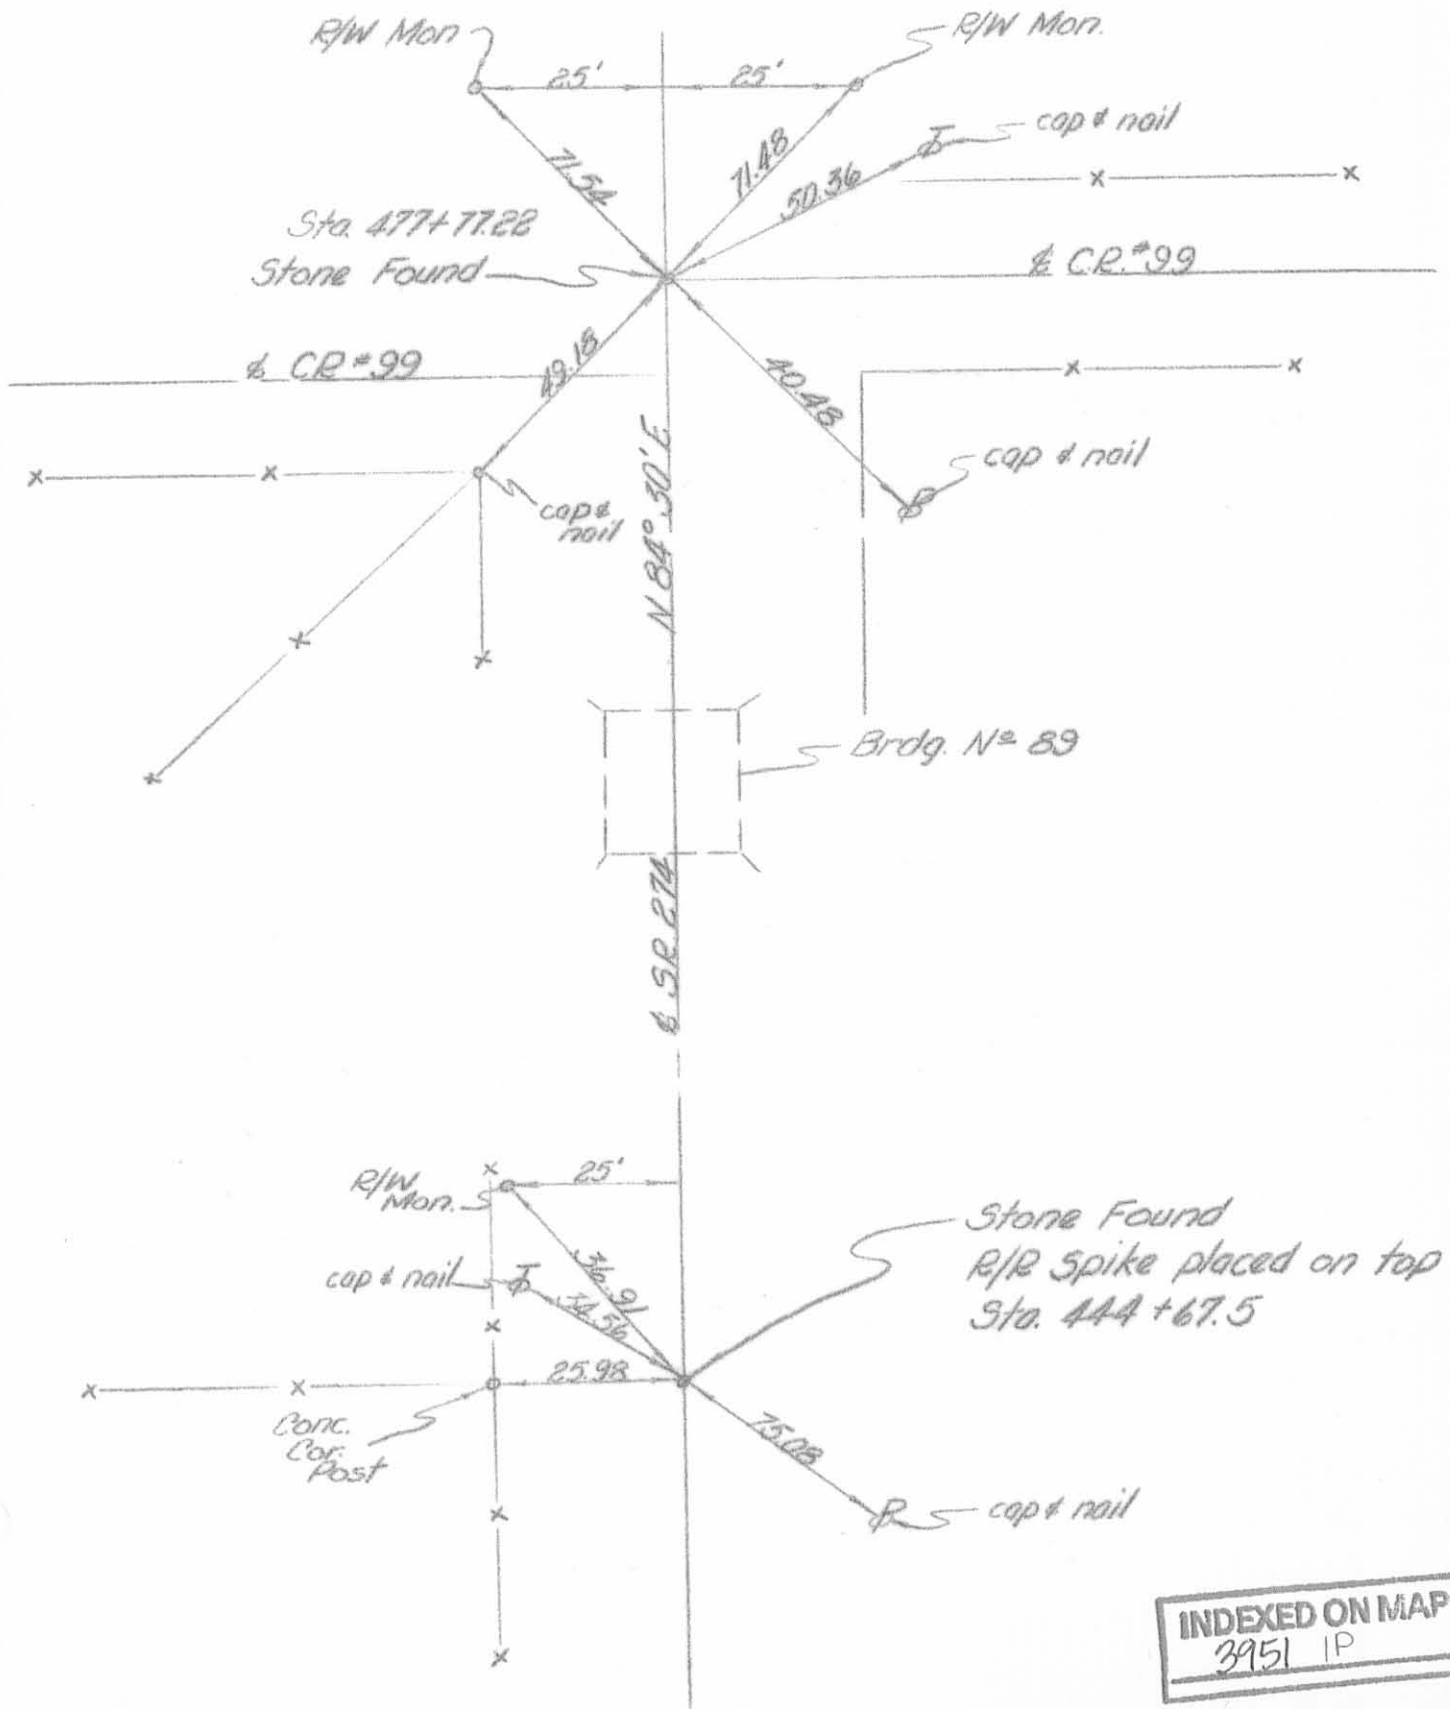 R/W Mon
R/W Mon.
25'
25'
cap & nail
71.54
71.48
50.36
Sta. 477+77.22
Stone Found
℄ C.R. #99
℄ CR #99
49.18
40.48
cap & nail
cap &
nail
N 84° 30' E
Brdg. Nº 89
℄ SR 274
R/W
Mon.
25'
Stone Found
R/R Spike placed on top
Sta. 444+67.5
cap & nail
36.91
34.56
25.98
Conc.
Cor.
Post
75.08
cap & nail
INDEXED ON MAP
3951 IP